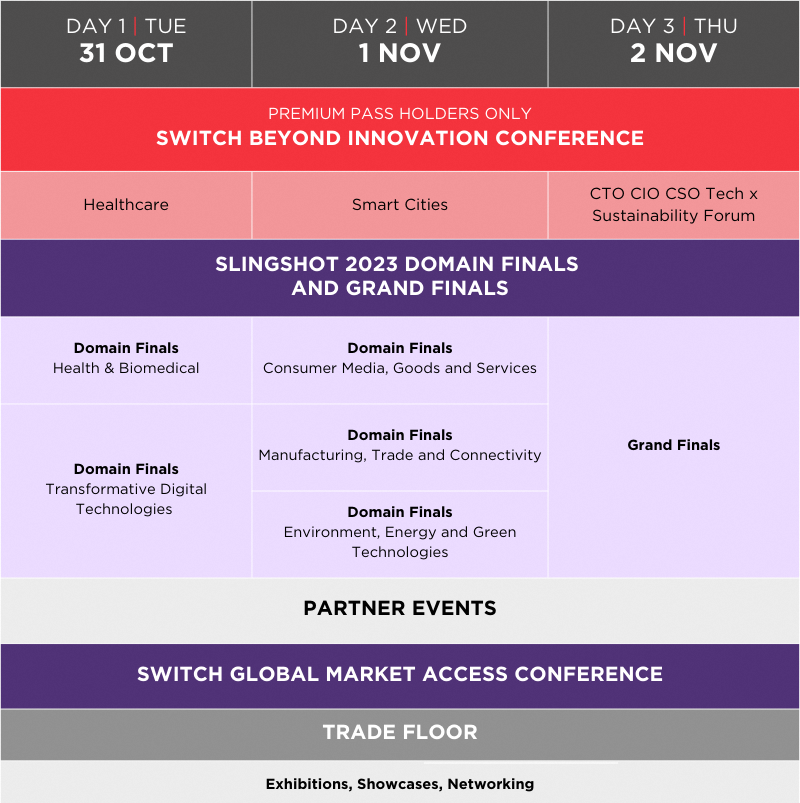 DAY 1 | TUE
31 OCT
DAY 2 | WED
1 NOV
DAY 3 | THU
2 NOV
PREMIUM PASS HOLDERS ONLY
SWITCH BEYOND INNOVATION CONFERENCE
Healthcare
Smart Cities
CTO CIO CSO Tech x
Sustainability Forum
SLINGSHOT 2023 DOMAIN FINALS
AND GRAND FINALS
Domain Finals
Health & Biomedical
Domain Finals
Transformative Digital
Technologies
Domain Finals
Consumer Media, Goods and Services
Domain Finals
Manufacturing, Trade and Connectivity
Domain Finals
Environment, Energy and Green
Technologies
Grand Finals
PARTNER EVENTS
SWITCH GLOBAL MARKET ACCESS CONFERENCE
TRADE FLOOR
Exhibitions, Showcases, Networking